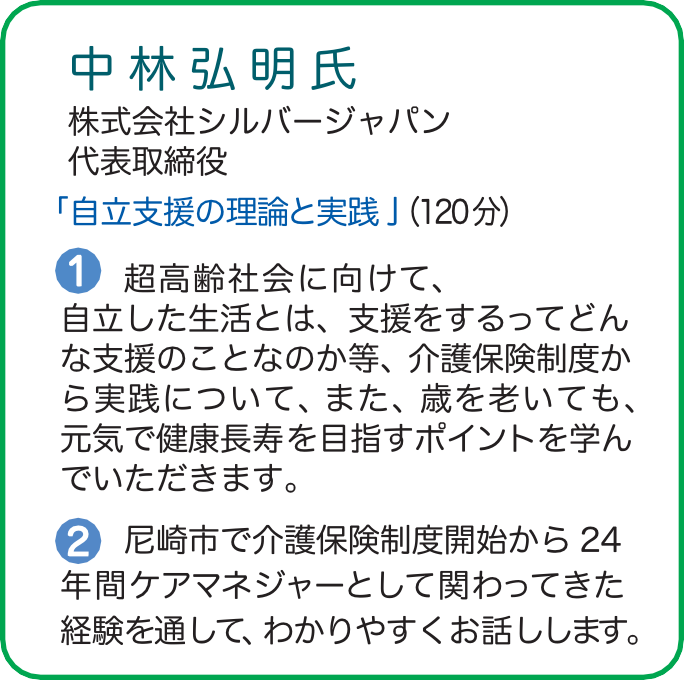 中林弘明氏
株式会社シルバージャパン
代表取締役
「自立支援の理論と実践」(120分)
1 超高齢社会に向けて、
自立した生活とは、支援をするってどん
な支援のことなのか等、介護保険制度か
ら実践について、また、歳を老いても、
元気で健康長寿を目指すポイントを学ん
でいただきます。
2 尼崎市で介護保険制度開始から24
年間ケアマネジャーとして関わってきた
経験を通して、わかりやすくお話しします。